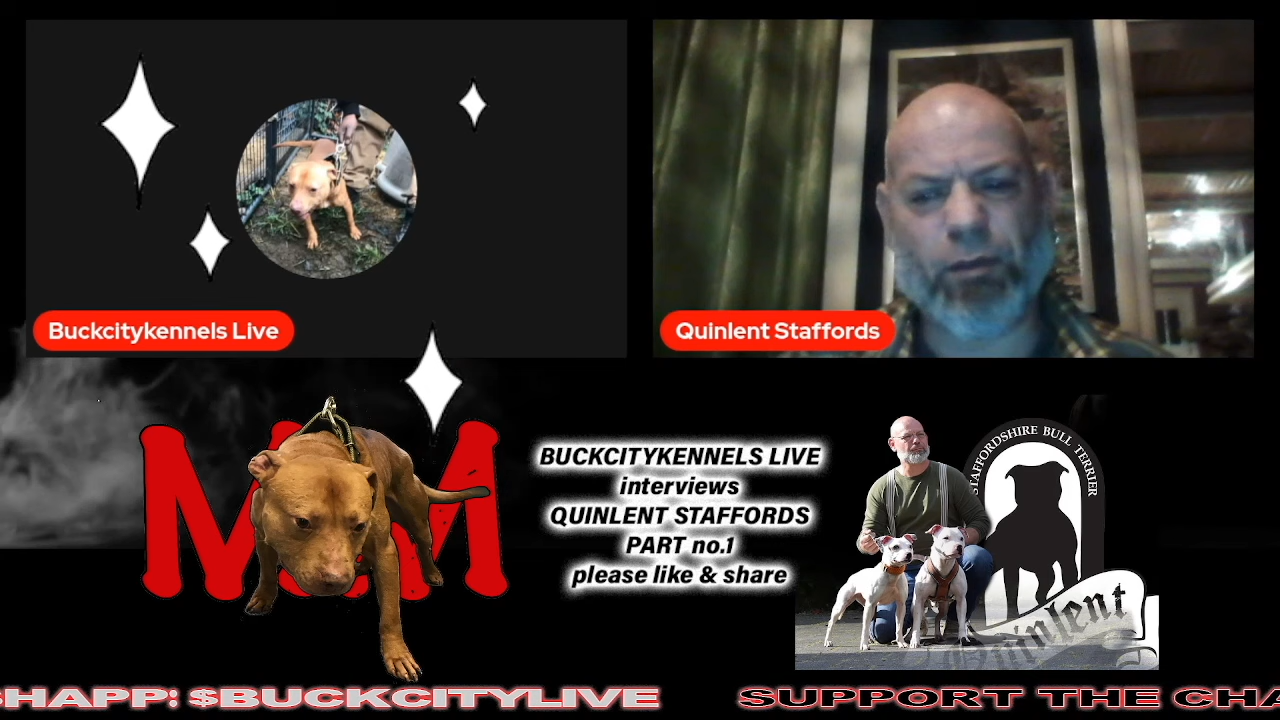 Buckcitykennels Live
Quinlent Staffords
BUCKCITYKENNELS LIVE
interviews
QUINLENT STAFFORDS
PART no.1
please like & share
STAFFORDSHIRE BULL TERRIER
Quinlent
SHAPP: $BUCKCITYLIVE
SUPPORT THE CHA